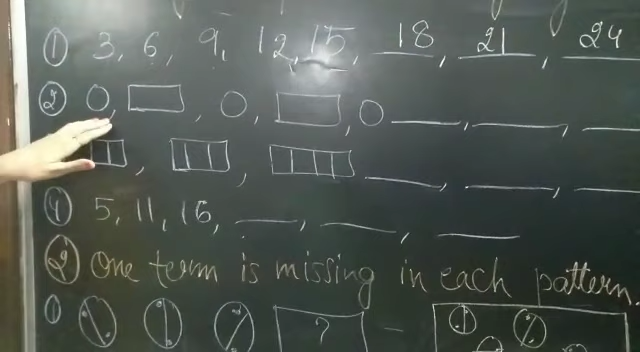 ① 3, 6, 9, 12, 15, 18, 21, 24
② 
④ 5, 11, 16,
② One term is missing in each pattern.
① ?